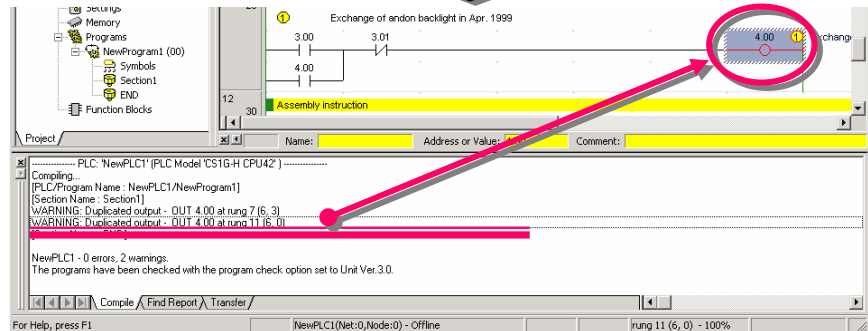 Settings
Memory
Programs
NewProgram1 (00)
Symbols
Section1
END
Function Blocks
Project
1
Exchange of andon backlight in Apr. 1999
3.00
3.01
4.00
4.00
1
12
30
Assembly instruction
Name:
Address or Value:
Comment:
---------------- PLC: 'NewPLC1' (PLC Model 'CS1G-H CPU42' ) ----------------
Compiling...
[PLC/Program Name : NewPLC1/NewProgram1]
[Section Name : Section1]
WARNING: Duplicated output - OUT 4.00 at rung 7 (6, 3)
WARNING: Duplicated output - OUT 4.00 at rung 11 (6, 0)
NewPLC1 - 0 errors, 2 warnings.
The programs have been checked with the program check option set to Unit Ver.3.0.
Compile
Find Report
Transfer
For Help, press F1
NewPLC1(Net:0,Node:0) - Offline
rung 11 (6, 0) - 100%